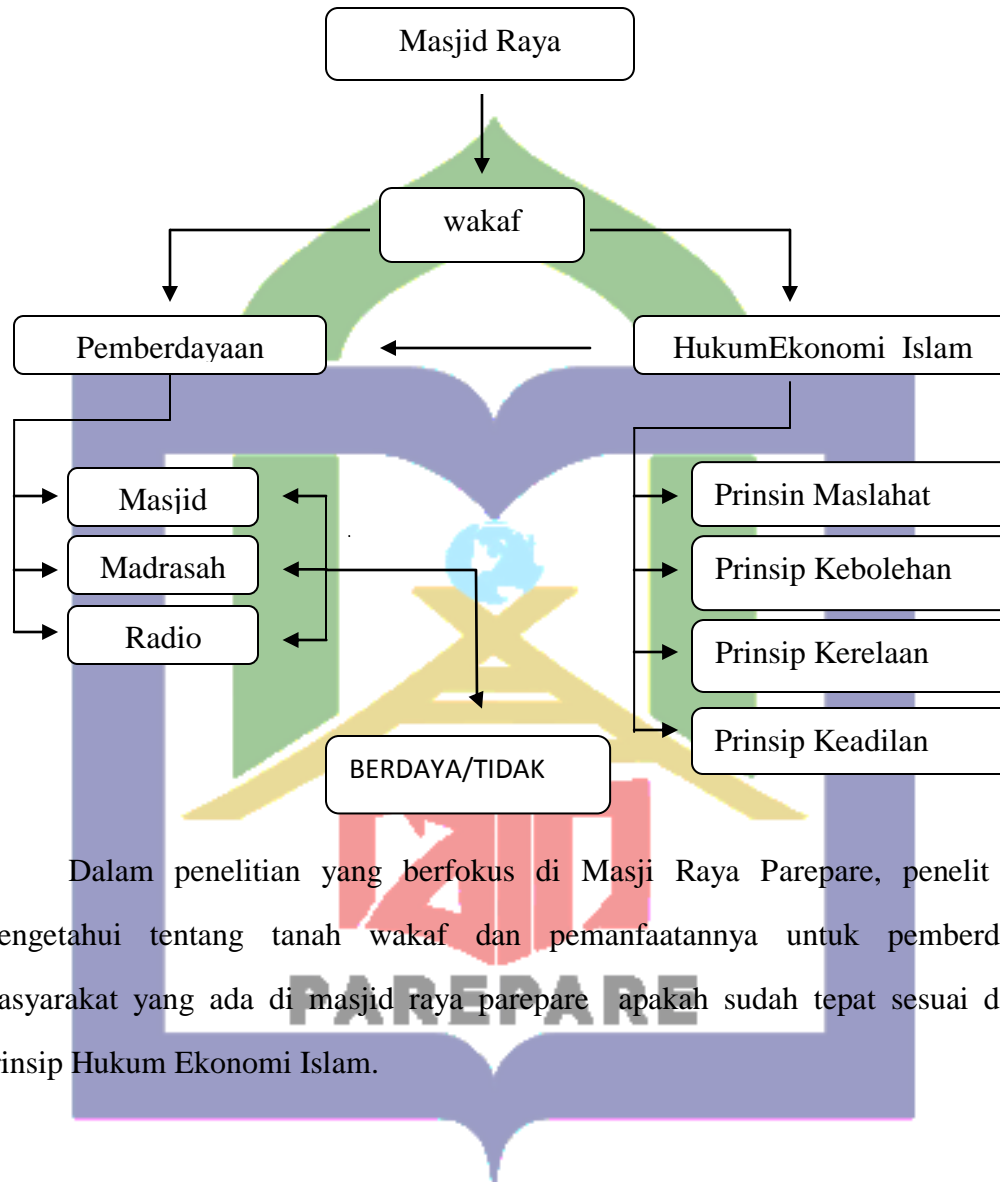 Masjid Raya
wakaf
Pemberdayaan
HukumEkonomi Islam
Masjid
Madrasah
Radio
Prinsin Maslahat
Prinsip Kebolehan
Prinsip Kerelaan
Prinsip Keadilan
BERDAYA/TIDAK
Dalam penelitian yang berfokus di Masji Raya Parepare, penelit
engetahui tentang tanah wakaf dan pemanfaatannya untuk pemberd
asyarakat yang ada di masjid raya parepare apakah sudah tepat sesuai d
rinsip Hukum Ekonomi Islam.
PAREPARE